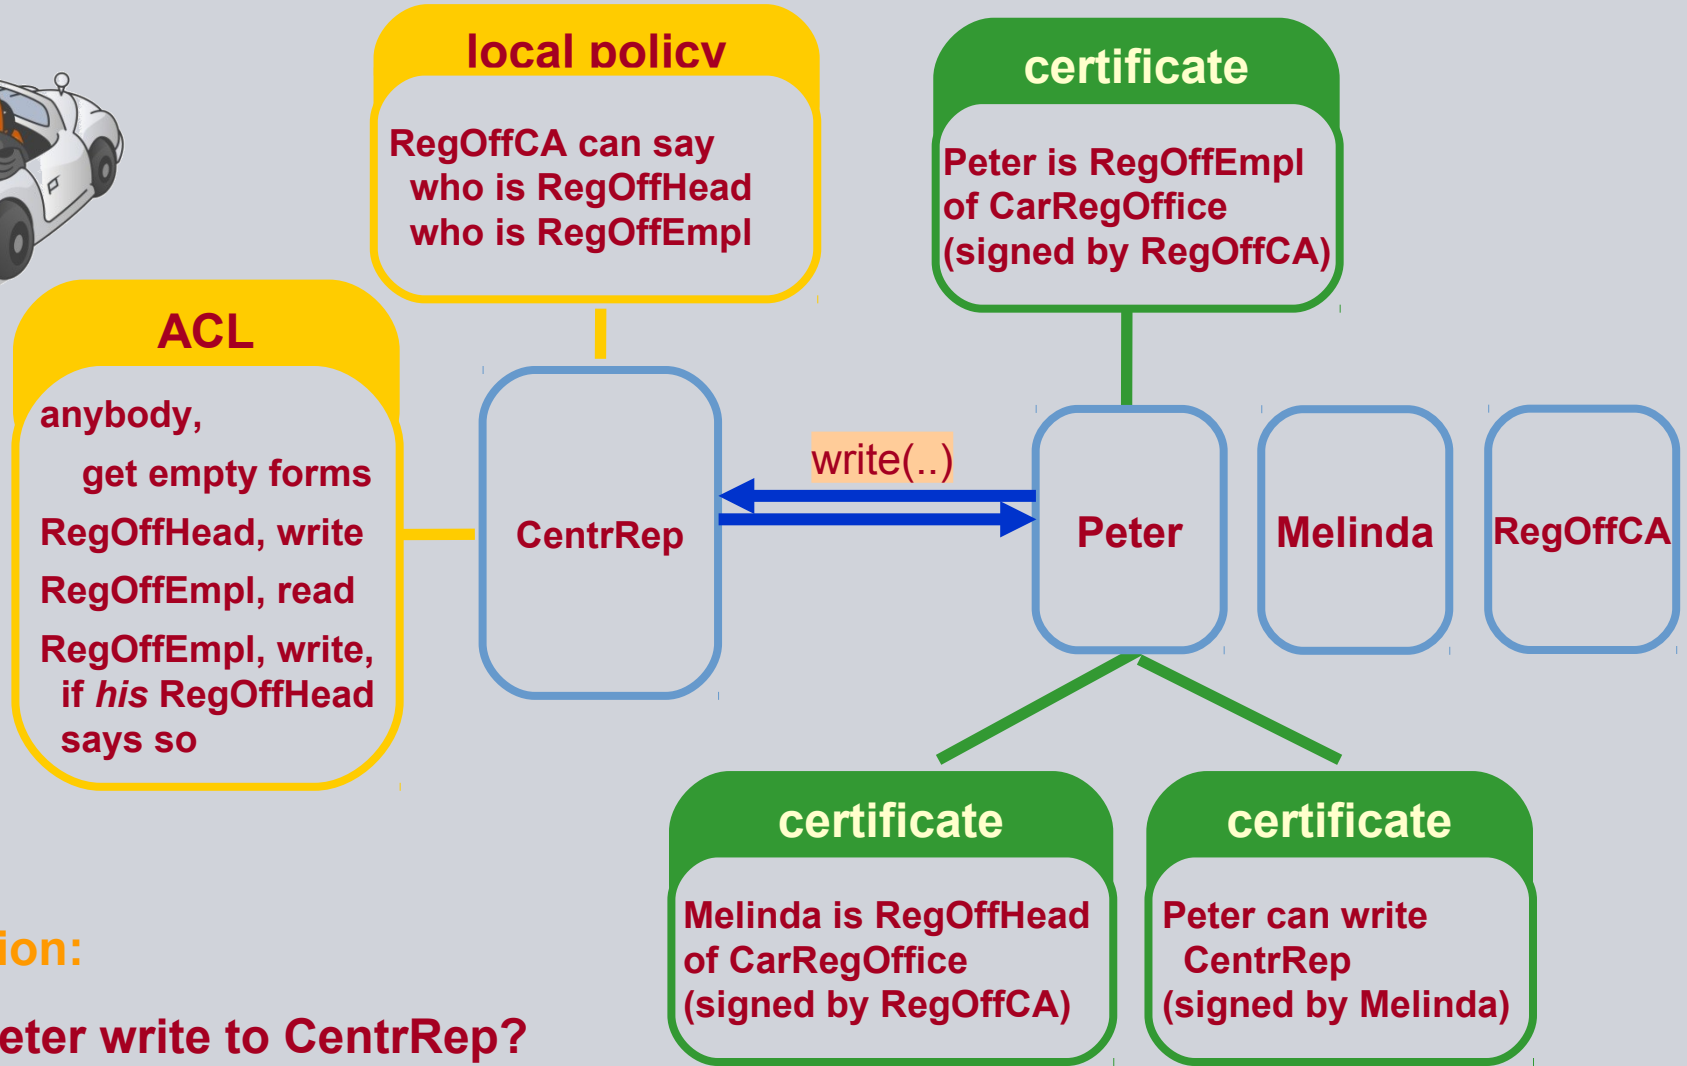 local policy
RegOffCA can say
who is RegOffHead
who is RegOffEmpl
certificate
Peter is RegOffEmpl
of CarRegOffice
(signed by RegOffCA)
ACL
anybody,
get empty forms
RegOffHead, write
RegOffEmpl, read
RegOffEmpl, write,
if his RegOffHead
says so
CentrRep
write(..)
Peter
Melinda
RegOffCA
certificate
Melinda is RegOffHead
of CarRegOffice
(signed by RegOffCA)
certificate
Peter can write
CentrRep
(signed by Melinda)
ion:
eter write to CentrRep?